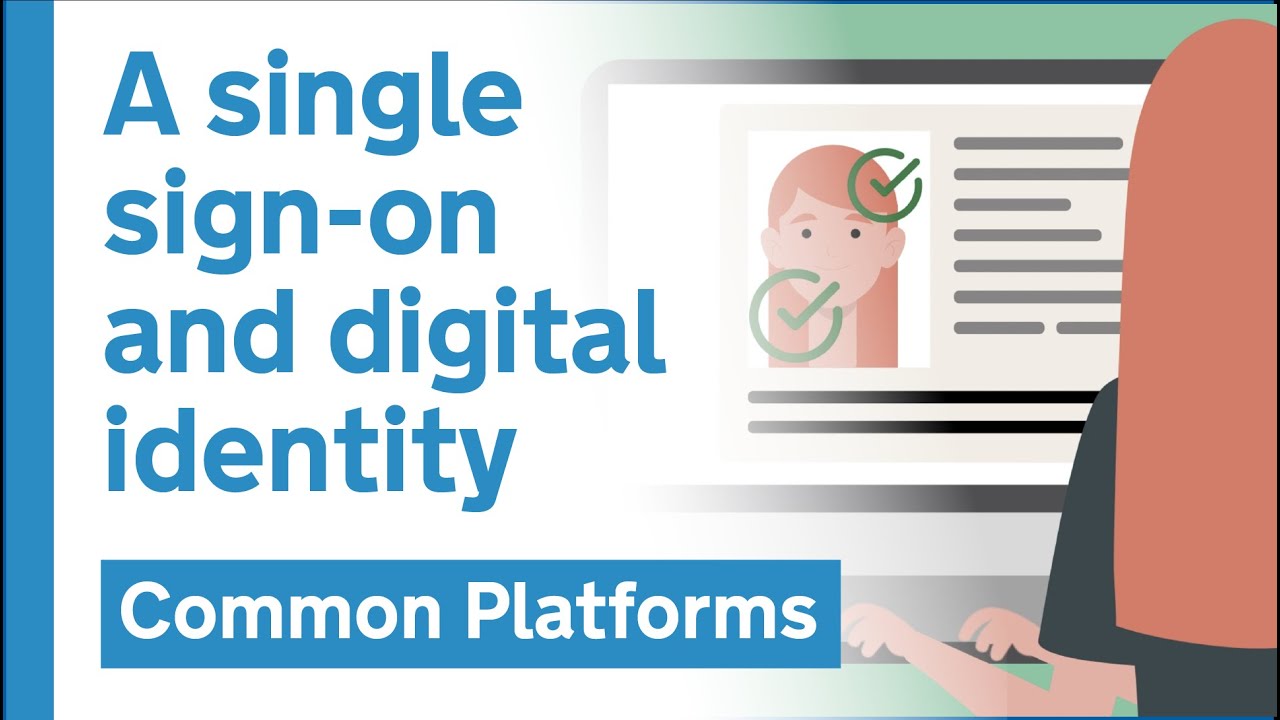 A single
sign-on
and digital
identity
Common Platforms